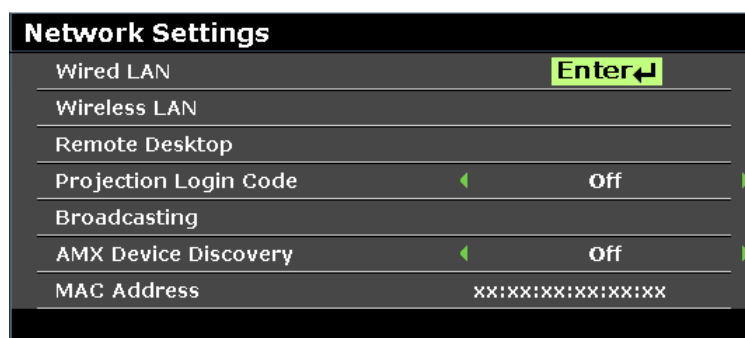 Network Settings
Wired LAN Enter↵
Wireless LAN
Remote Desktop
Projection Login Code Off
Broadcasting
AMX Device Discovery Off
MAC Address xx:xx:xx:xx:xx:xx